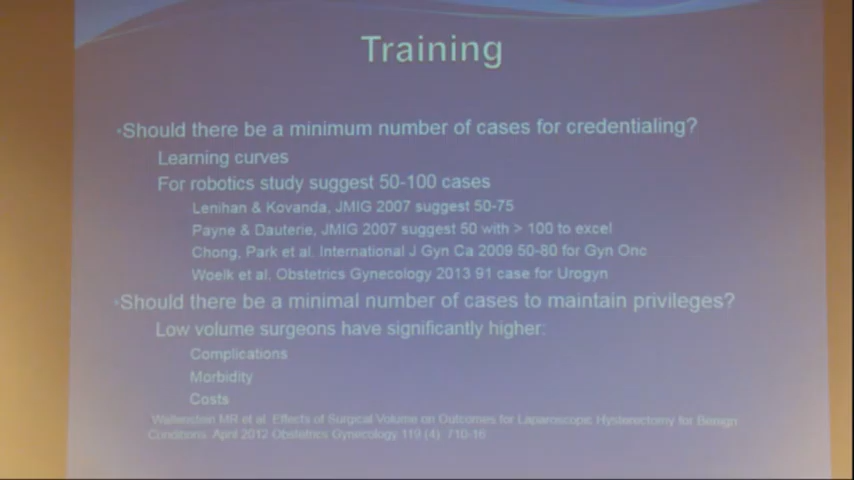 Training
•Should there be a minimum number of cases for credentialing?
Learning curves
For robotics study suggest 50-100 cases
Lenihan & Kovanda, JMIG 2007 suggest 50-75
Payne & Dauterie, JMIG 2007 suggest 50 with > 100 to excel
Chong, Park et al. International J Gyn Ca 2009 50-80 for Gyn Onc
Woelk et al. Obstetrics Gynecology 2013 91 case for Urogyn
•Should there be a minimal number of cases to maintain privileges?
Low volume surgeons have significantly higher:
Complications
Morbidity
Costs
MR et al. Effects of Surgical Volume on Outcomes for Laparoscopic Hysterectomy for Benign
Conditions. April 2012 Obstetrics Gynecology 119 (4): 710-16